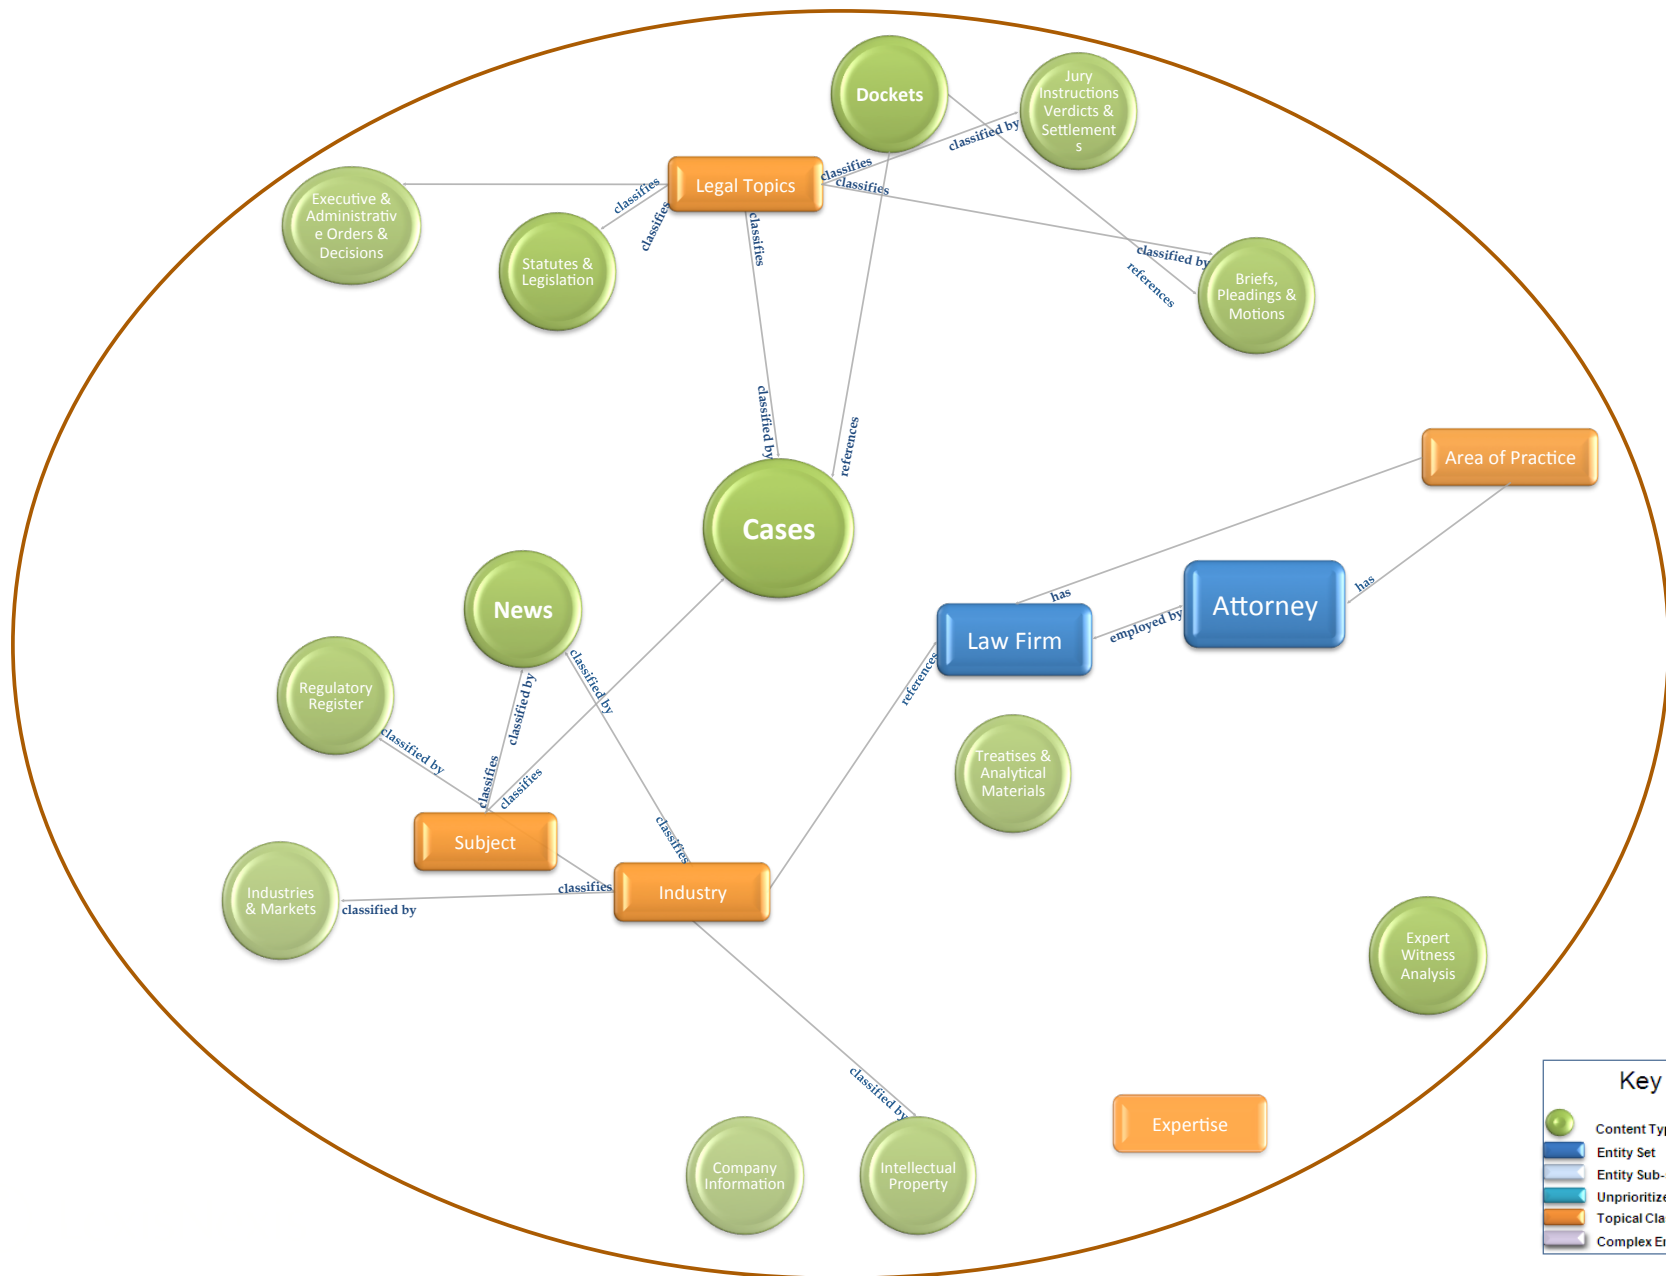 Dockets
Jury
Instructions
Verdicts &
Settlement
s
classified by
classifies
classifies
Legal Topics
classifies
classifies
classifies
Executive &
Administrativ
e Orders &
Decisions
Statutes &
Legislation
classified by
references
Briefs,
Pleadings &
Motions
classified by
references
Area of Practice
Cases
News
has
has
Attorney
employed by
Law Firm
references
classified by
classified by
Regulatory
Register
classified by
classifies
classifies
Treatises &
Analytical
Materials
Subject
classifies
Industries
& Markets
classified by
classifies
Industry
Expert
Witness
Analysis
classified by
Expertise
Company
Information
Intellectual
Property
Key
Content Typ
Entity Set
Entity Sub-
Unprioritize
Topical Cla
Complex En